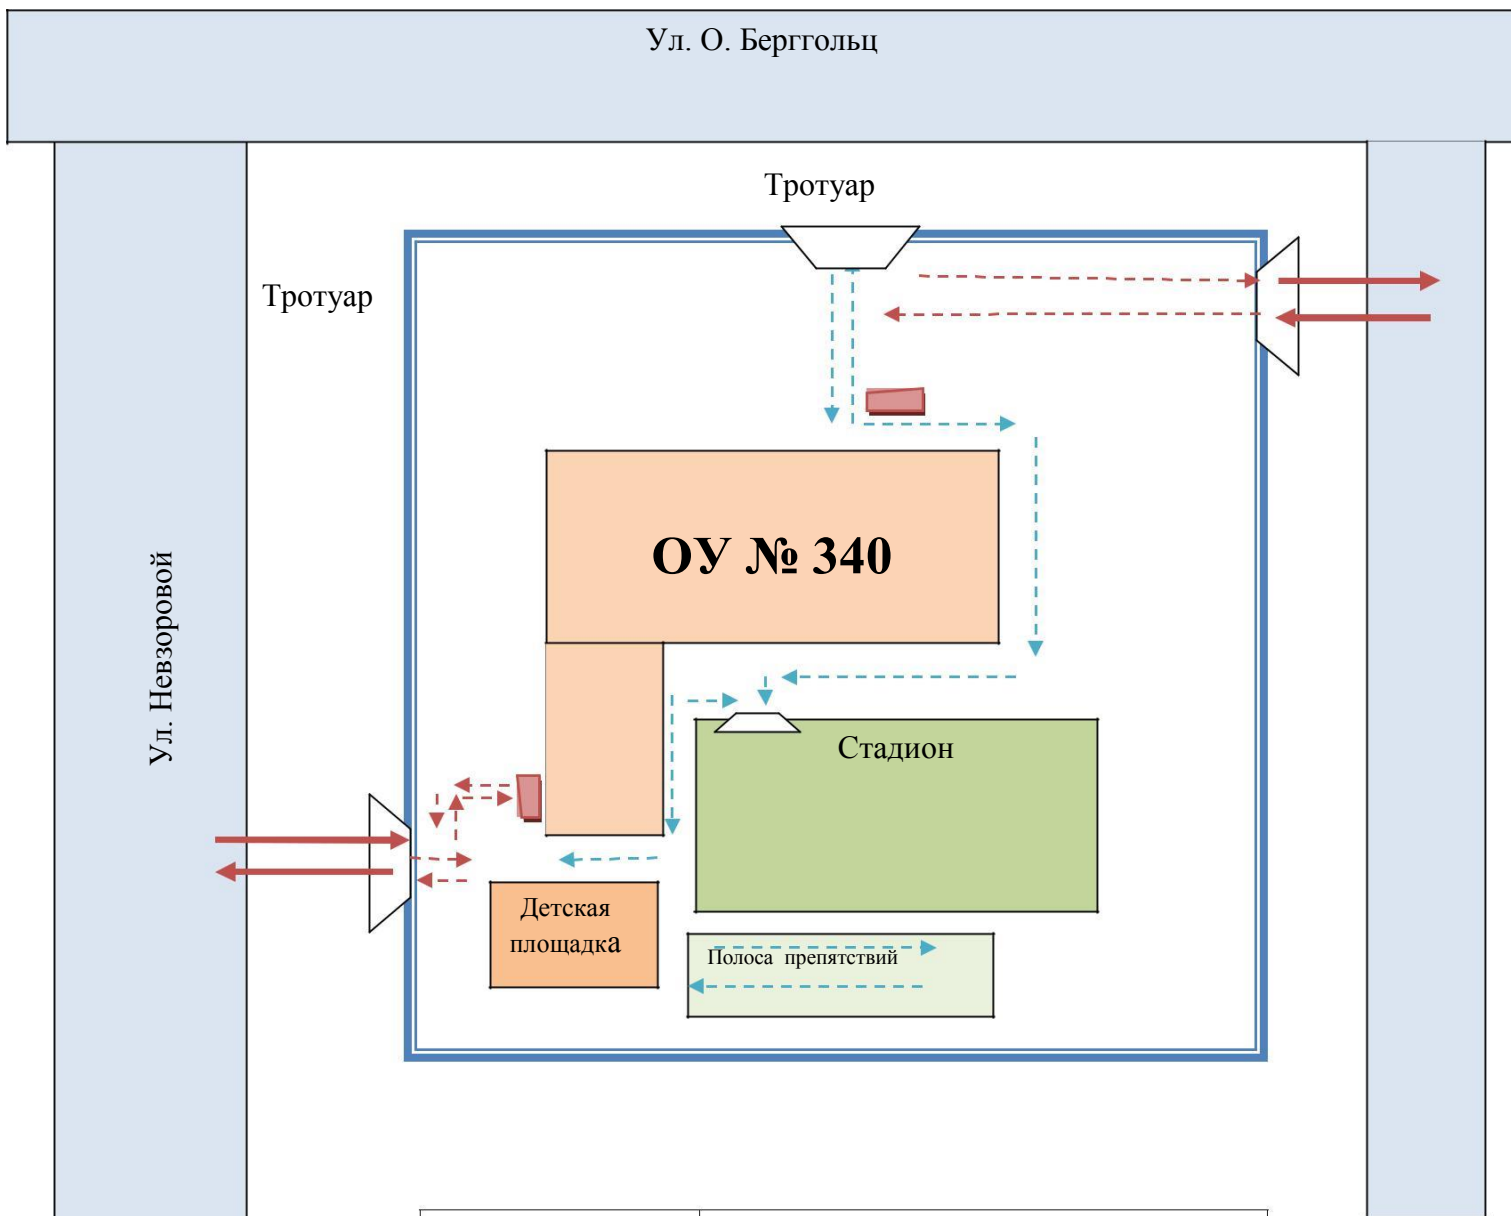 Ул. О. Берггольц
Тротуар
Тротуар
ОУ № 340
Ул. Невзоровой
Стадион
Детская
площадка
Полоса препятствий